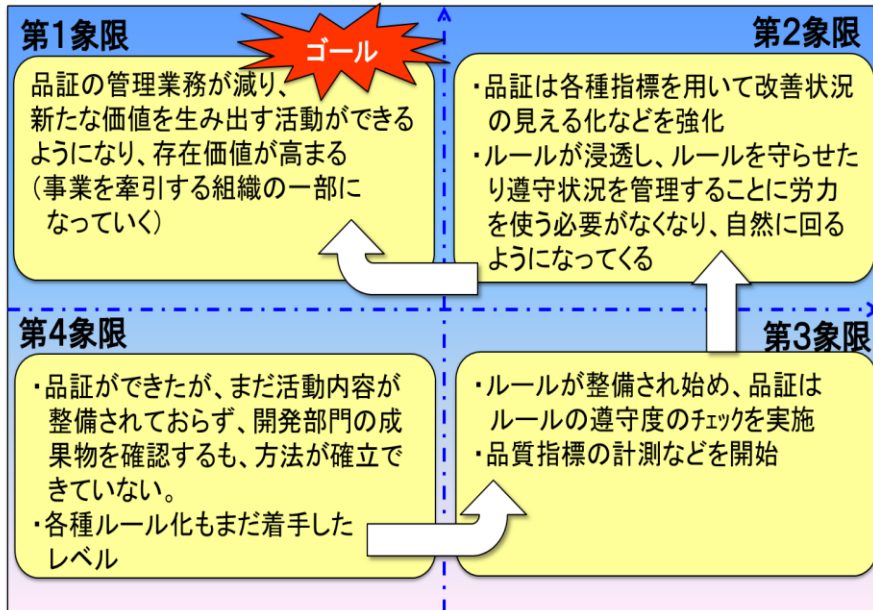 第1象限
ゴール
品証の管理業務が減り、
新たな価値を生み出す活動ができる
ようになり、存在価値が高まる
(事業を牽引する組織の一部に
なっていく)
第2象限
・品証は各種指標を用いて改善状況
の見える化などを強化
・ルールが浸透し、ルールを守らせた
り遵守状況を管理することに労力
を使う必要がなくなり、自然に回る
ようになってくる
第4象限
・品証ができたが、まだ活動内容が
整備されておらず、開発部門の成
果物を確認するも、方法が確立で
きていない。
・各種ルール化もまだ着手した
レベル
第3象限
・ルールが整備され始め、品証は
ルールの遵守度のチェックを実施
・品質指標の計測などを開始